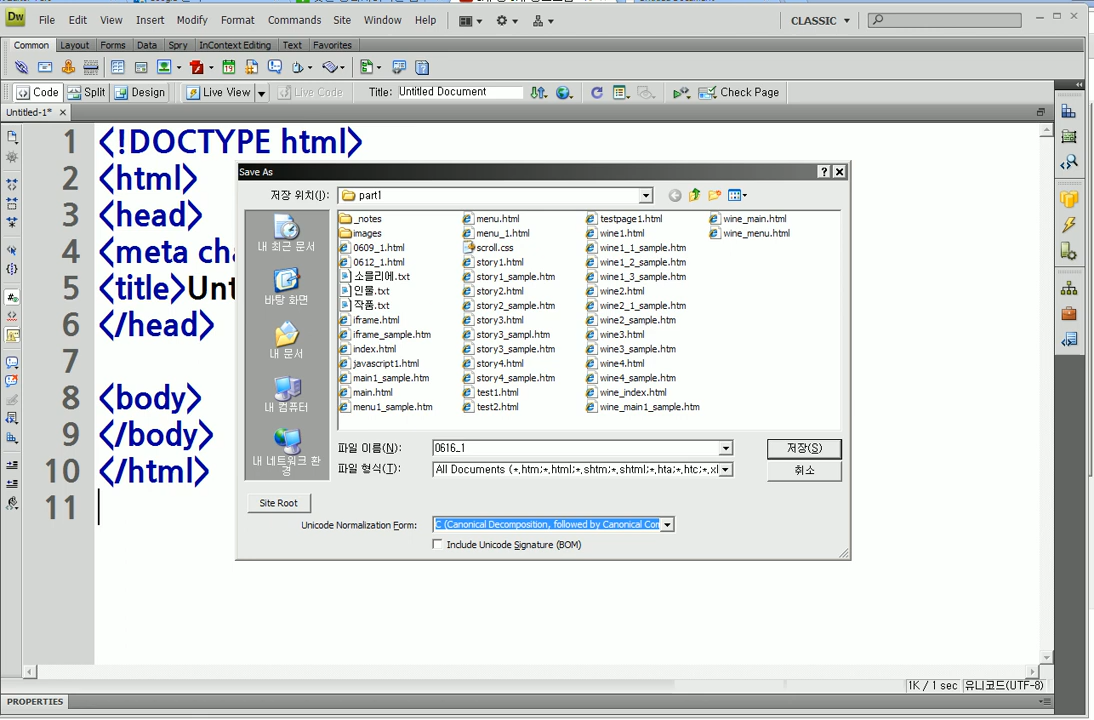 Dw File Edit View Insert Modify Format Commands Site Window Help CLASSIC
Common Layout Forms Data Spry InContext Editing Text Favorites
Code Split Design Live View Live Code Title: Untitled Document Check Page
Untitled-1*
1 <!DOCTYPE html>
2 <html>
3 <head>
4 <meta cha
5 <title>Unt
6 </head>
7
8 <body>
9 </body>
10 </html>
11
Save As
저장 위치(I): part1
내 최근 문서
바탕 화면
내 문서
내 컴퓨터
내 네트워크 환경
_notes
images
0609_1.html
0612_1.html
소믈리에.txt
인물.txt
작품.txt
iframe.html
iframe_sample.htm
index.html
javascript1.html
main1_sample.htm
main.html
menu1_sample.htm
menu.html
menu_1.html
scroll.css
story1.html
story1_sample.htm
story2.html
story2_sample.htm
story3.html
story3_sampl.htm
story3_sample.htm
story4.html
story4_sample.htm
test1.html
test2.html
testpage1.html
wine1.html
wine1_1_sample.htm
wine1_2_sample.htm
wine1_3_sample.htm
wine2.html
wine2_1_sample.htm
wine2_sample.htm
wine3.html
wine3_sample.htm
wine4.html
wine4_sample.htm
wine_index.html
wine_main1_sample.htm
wine_main.html
wine_menu.html
파일 이름(N): 0616_1 저장(S)
파일 형식(T): All Documents (*,htm;*,html;*,shtm;*,shtml;*,hta;*,htc;*,xl 취소
Site Root
Unicode Normalization Form: C (Canonical Decomposition, followed by Canonical Cor
Include Unicode Signature (BOM)
1K / 1 sec 유니코드(UTF-8)
PROPERTIES